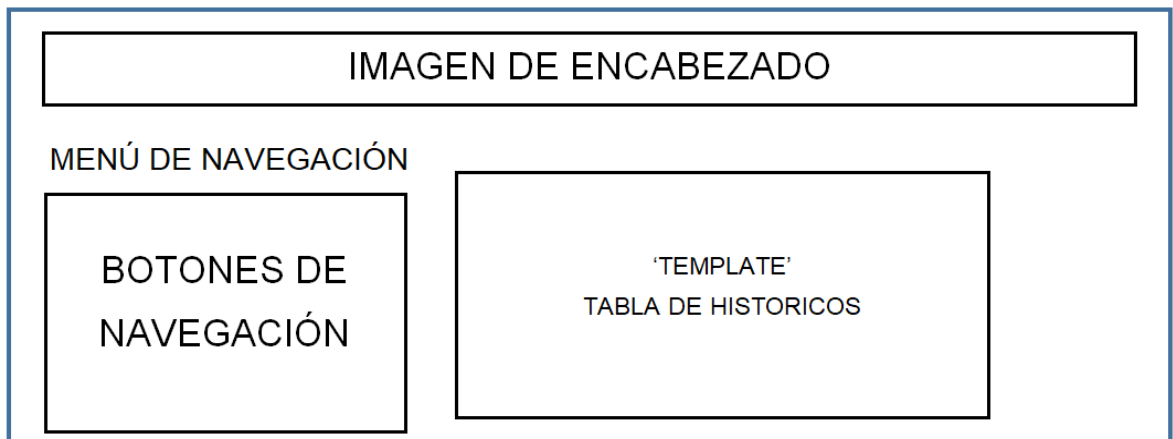 IMAGEN DE ENCABEZADO
MENÚ DE NAVEGACIÓN
BOTONES DE
NAVEGACIÓN
‘TEMPLATE’
TABLA DE HISTORICOS